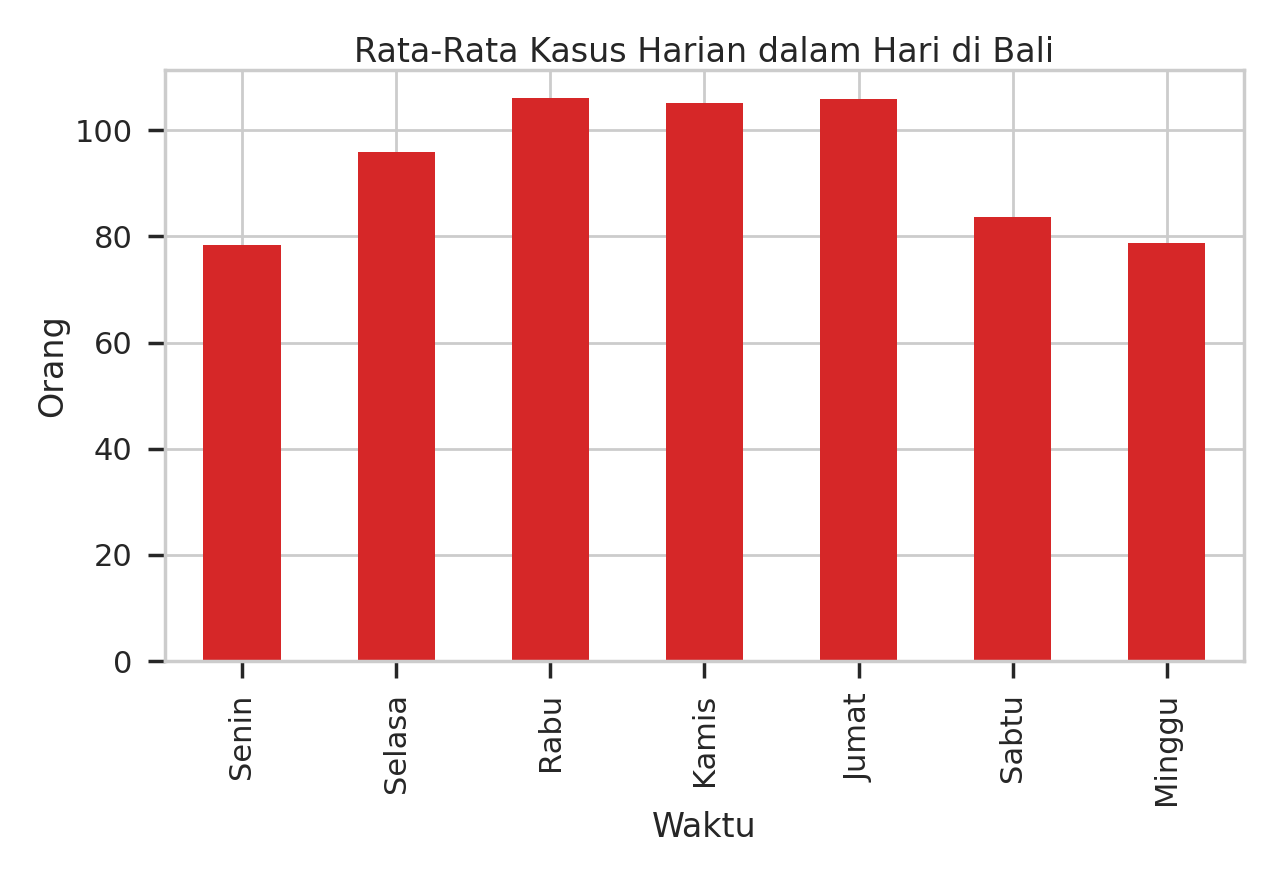 Rata-Rata Kasus Harian dalam Hari di Bali
Orang
100
80
60
40
20
0
Senin
Selasa
Rabu
Kamis
Jumat
Sabtu
Minggu
Waktu